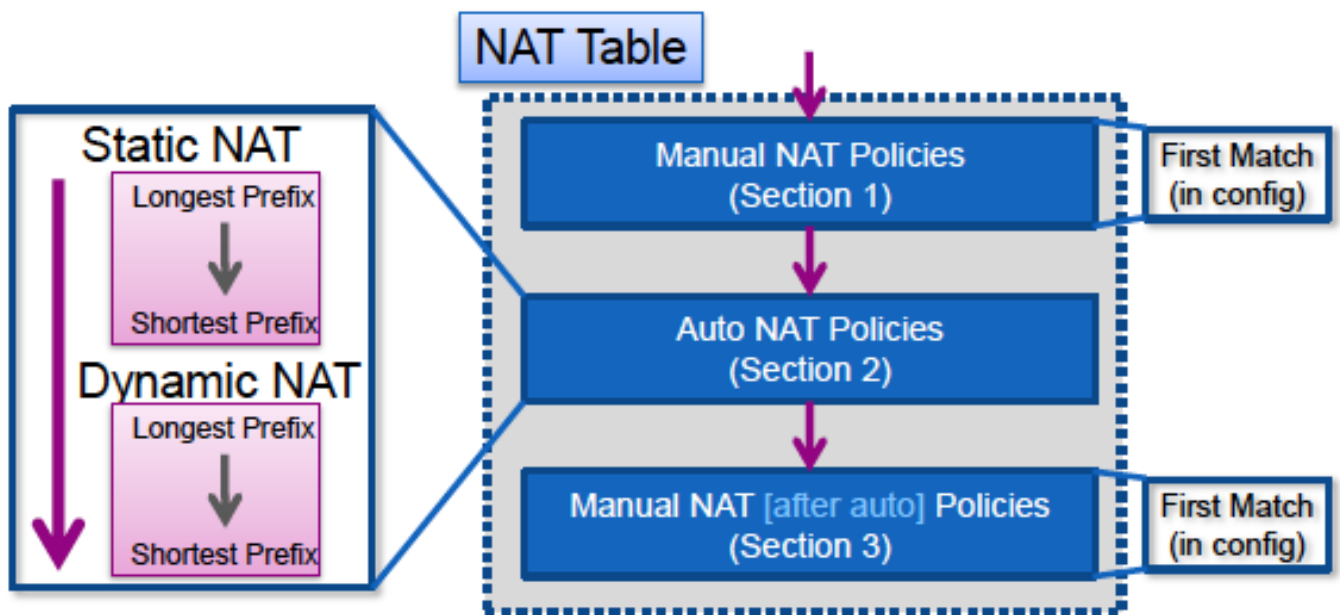 NAT Table
Static NAT
Longest Prefix
Shortest Prefix
Dynamic NAT
Longest Prefix
Shortest Prefix
Manual NAT Policies
(Section 1)
First Match
(in config)
Auto NAT Policies
(Section 2)
Manual NAT [after auto] Policies
(Section 3)
First Match
(in config)